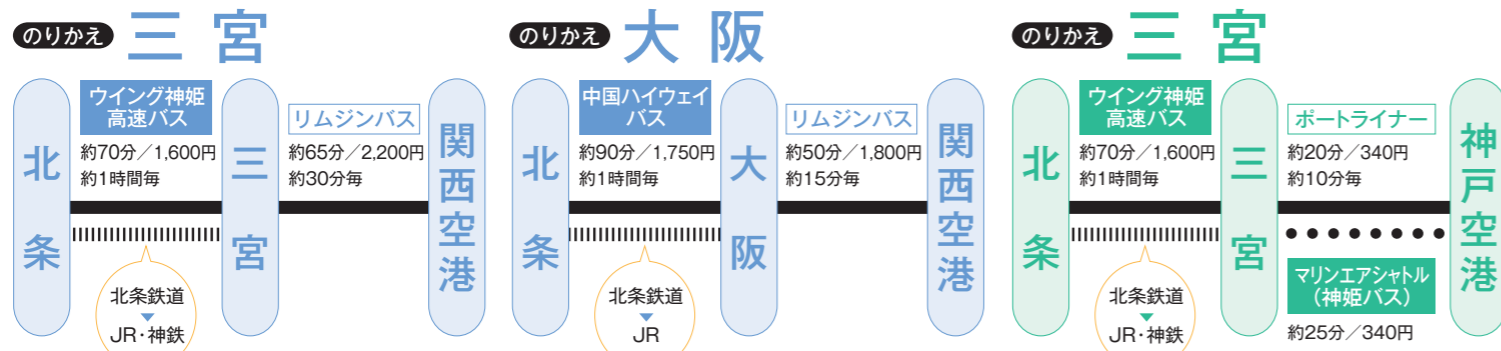 のりかえ 三宮
北条
ウイング神姫
高速バス
約70分／1,600円
約1時間毎
北条鉄道
▼
JR・神鉄
三宮
リムジンバス
約65分／2,200円
約30分毎
関西空港
のりかえ 大阪
北条
中国ハイウェイ
バス
約90分／1,750円
約1時間毎
北条鉄道
▼
JR
大阪
リムジンバス
約50分／1,800円
約15分毎
関西空港
のりかえ 三宮
北条
ウイング神姫
高速バス
約70分／1,600円
約1時間毎
北条鉄道
▼
JR・神鉄
三宮
ポートライナー
約20分／340円
約10分毎
マリンエアシャトル
（神姫バス）
約25分／340円
神戸空港